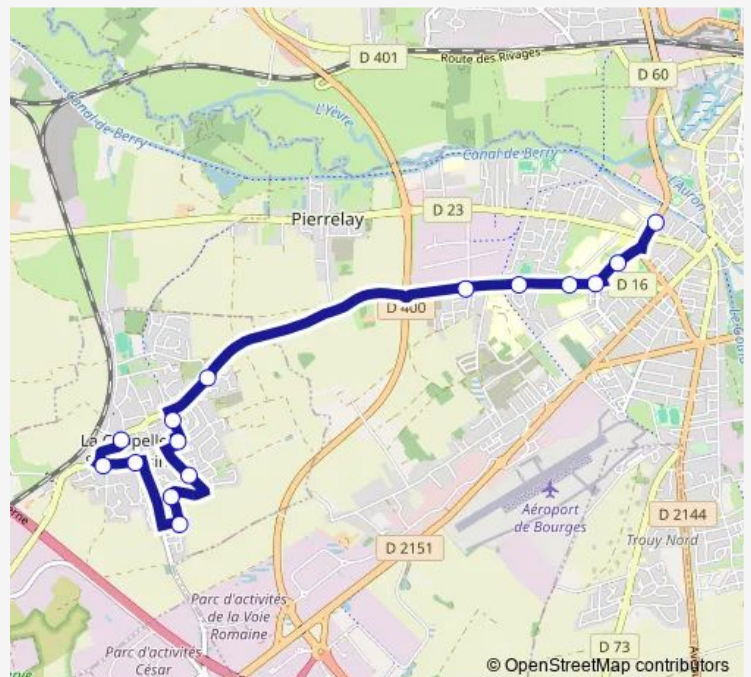 D 401
Route des Rivages
D 60
L'Yèvre
Canal de Berry
Canal de Berry
L'Auron
Pierrelay
D 23
D 16
D 400
La
Aéroport
de Bourges
D 2144
Trouy Nord
D 2151
Parc d'activités
de la Voie
Romaine
Parc d'activités
César
D 73
© OpenStreetMap contributors